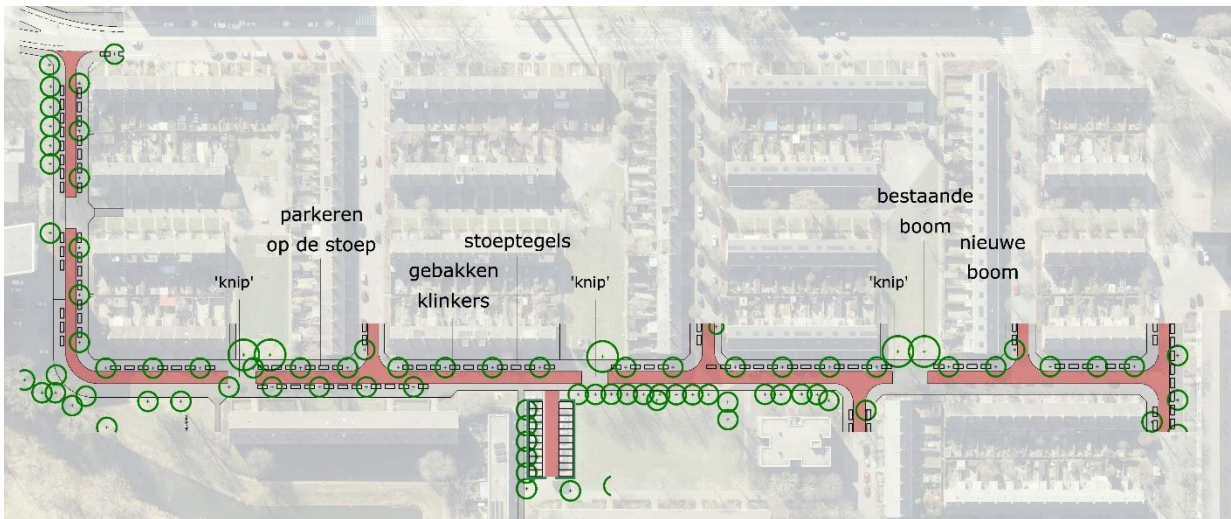 parkeren
op de stoep
'knip'
gebakken
klinkers
stoeptegels
'knip'
bestaande
boom
'knip'
nieuwe
boom